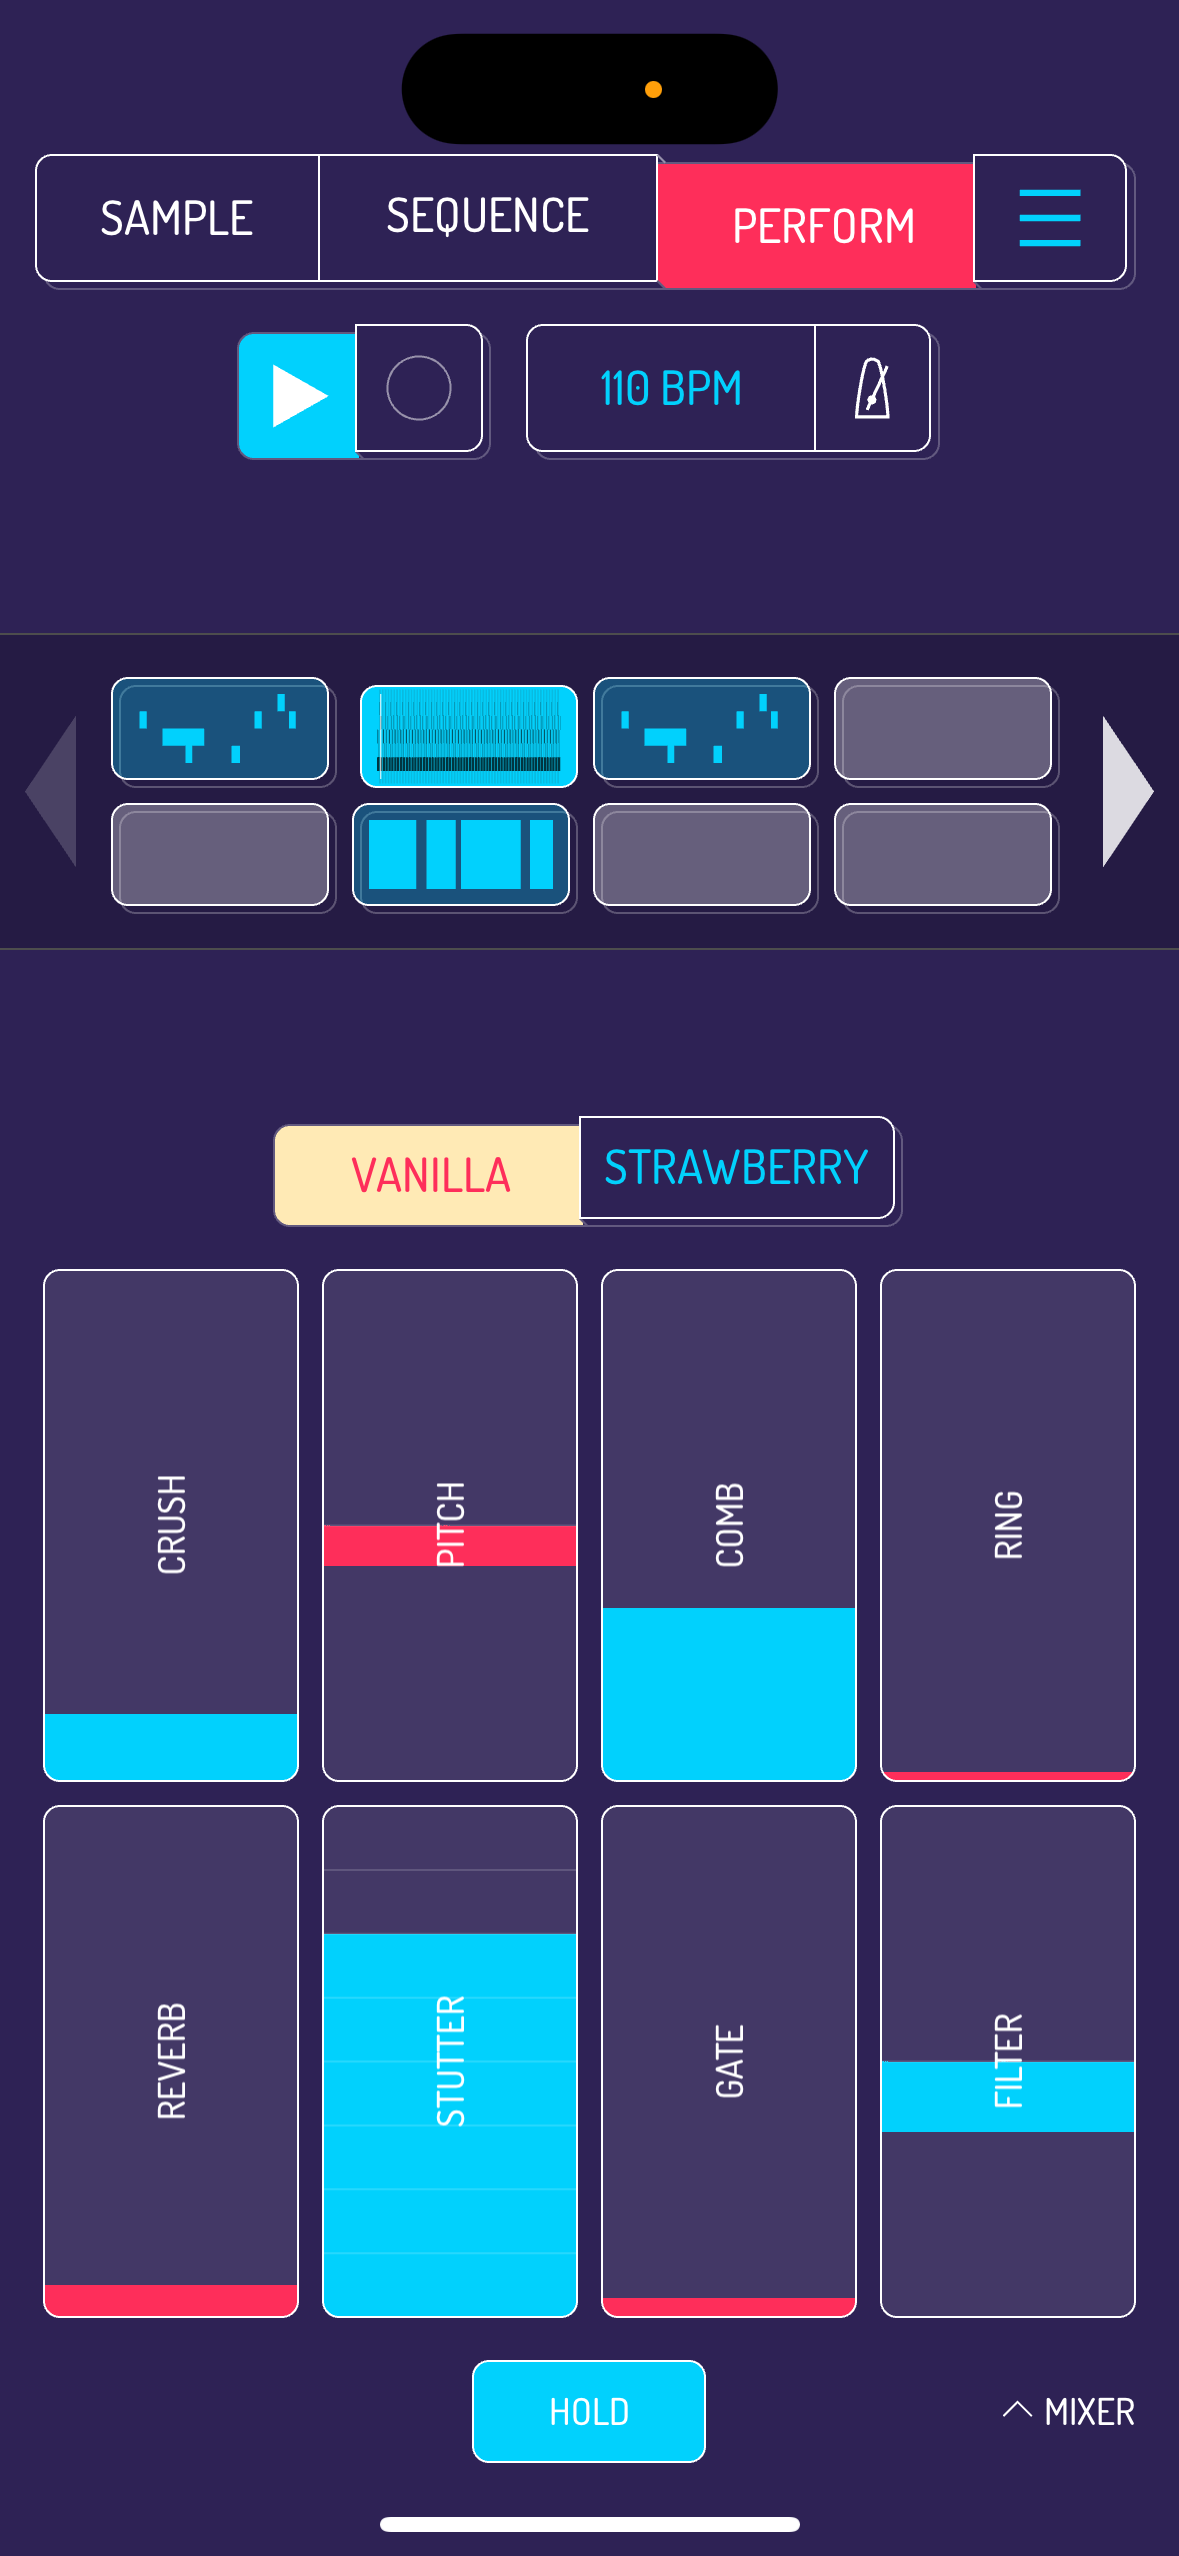 SAMPLE
SEQUENCE
PERFORM
110 BPM
VANILLA
STRAWBERRY
CRUSH
PITCH
COMB
RING
REVERB
STUTTER
GATE
FILTER
HOLD
MIXER